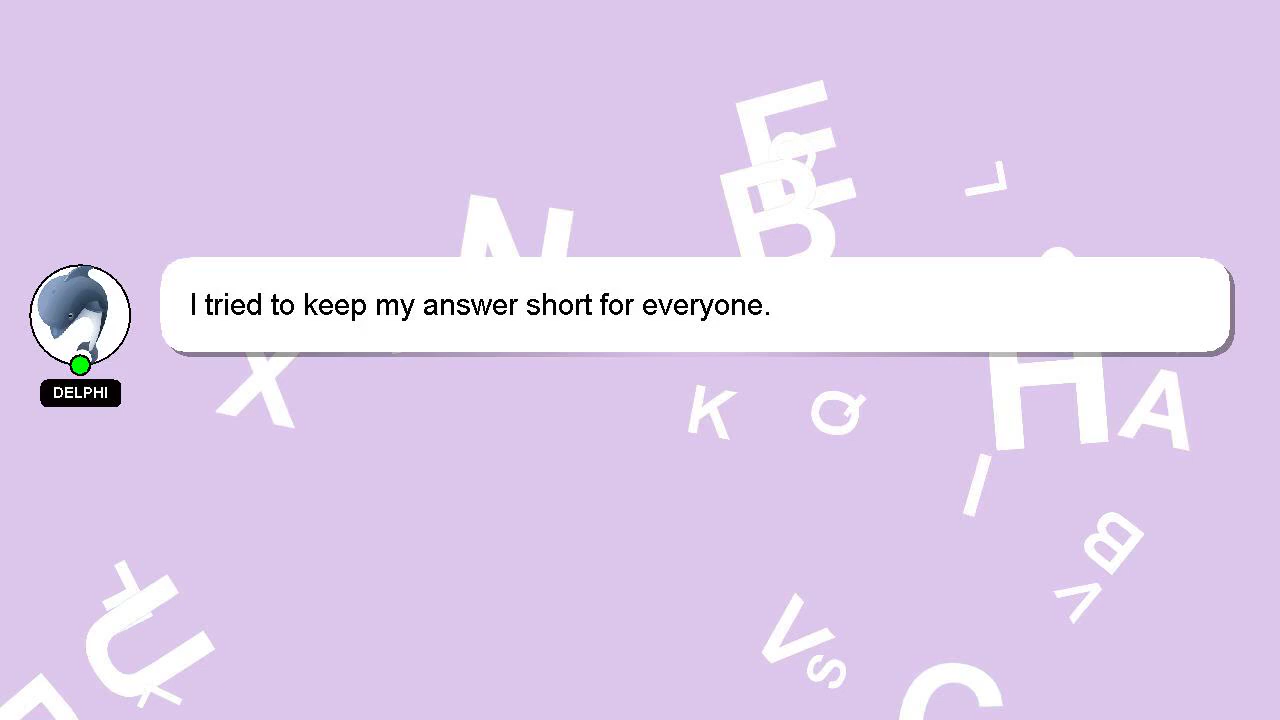 I tried to keep my answer short for everyone.
DELPHI
E
B
L
N
X
K
Q
H
A
I
B
V
U
V
S
C